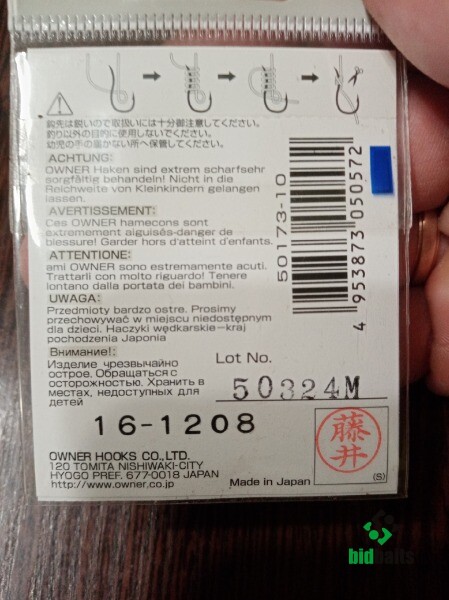 鈎先は鋭いので取扱いには十分御注意してください。
釣り以外の目的に使用しないでください。
幼児の手の届かない所へ保管してください。
ACHTUNG:
OWNER Haken sind extrem scharfsehr
sorgfältig behandeln! Nicht in die
Reichweite von Kleinkindern gelangen
lassen.
AVERTISSEMENT:
Ces OWNER hamecons sont
extremement aiguisés-danger de
blessure! Garder hors d'atteint d'enfants.
ATTENTIONE:
ami OWNER sono estremamente acuti.
Trattarli con molto riguardo! Tenere
lontano dalla portata dei bambini.
UWAGA:
Przedmioty bardzo ostre. Prosimy
przechowywać w miejscu niedostępnym
dla dzieci. Haczyki wędkarskie-kraj
pochodzenia Japonia
Внимание!:
Изделие чрезвычайно
острое. Обращаться с
осторожностью. Хранить в
местах, недоступных для
детей
50173-10
4 953873 050572
Lot No.
50324M
16-1208
OWNER HOOKS CO.,LTD.
120 TOMITA NISHIWAKI-CITY
HYOGO PREF. 677-0018 JAPAN
http://www.owner.co.jp
Made in Japan
藤井
(S)
bidbaits